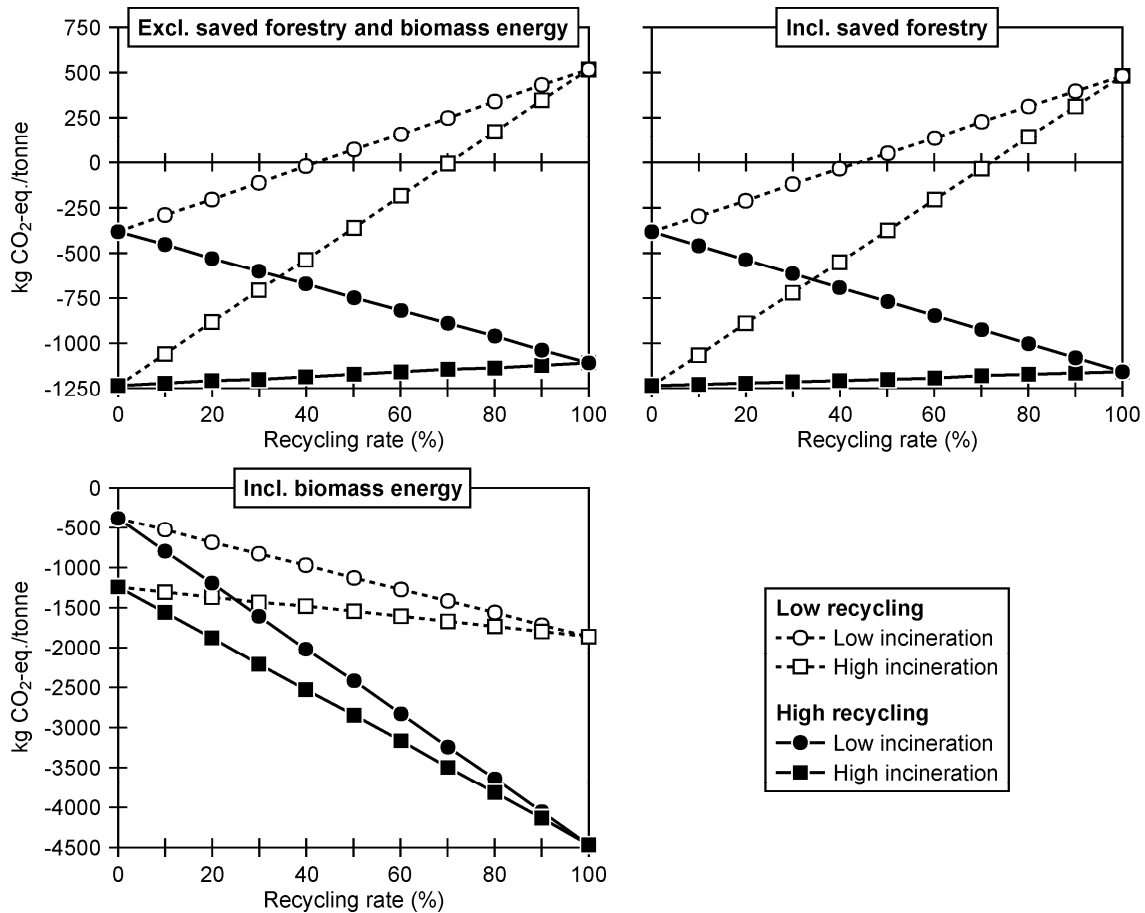 Excl. saved forestry and biomass energy
kg CO₂-eq./tonne
750
500
250
0
-250
-500
-750
-1000
-1250
0 20 40 60 80 100
Recycling rate (%)
Incl. saved forestry
0 20 40 60 80 100
Recycling rate (%)
Incl. biomass energy
kg CO₂-eq./tonne
0
-500
-1000
-1500
-2000
-2500
-3000
-3500
-4000
-4500
0 20 40 60 80 100
Recycling rate (%)
Low recycling
Low incineration
High incineration
High recycling
Low incineration
High incineration